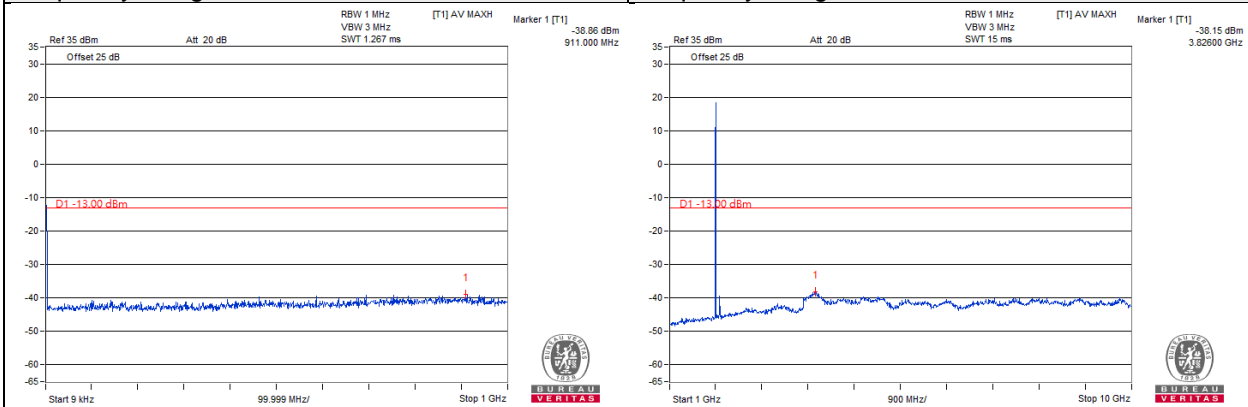 RBW 1 MHz [T1] AV MAXH
VBW 3 MHz
Ref 35 dBm Att 20 dB SWT 1.267 ms
Marker 1 [T1]
-38.86 dBm
911.000 MHz
Offset 25 dB
35
30
20
10
0
-10
-20
-30
-40
-50
-60
-65
D1 -13.00 dBm
1
Start 9 kHz 99.999 MHz/ Stop 1 GHz
BUREAU VERITAS
1828
BUREAU
VERITAS
RBW 1 MHz [T1] AV MAXH
VBW 3 MHz
Ref 35 dBm Att 20 dB SWT 15 ms
Marker 1 [T1]
-38.15 dBm
3.82600 GHz
Offset 25 dB
35
30
20
10
0
-10
-20
-30
-40
-50
-60
-65
D1 -13.00 dBm
1
Start 1 GHz 900 MHz/ Stop 10 GHz
BUREAU VERITAS
1828
BUREAU
VERITAS